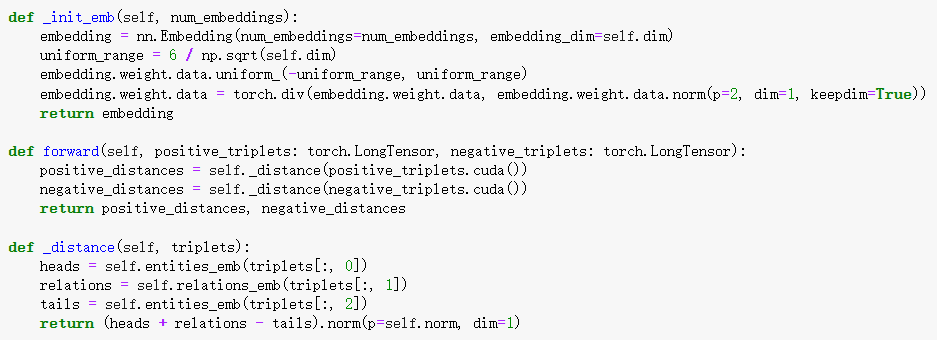 def _init_emb(self, num_embeddings):
    embedding = nn.Embedding(num_embeddings=num_embeddings, embedding_dim=self.dim)
    uniform_range = 6 / np.sqrt(self.dim)
    embedding.weight.data.uniform_(-uniform_range, uniform_range)
    embedding.weight.data = torch.div(embedding.weight.data, embedding.weight.data.norm(p=2, dim=1, keepdim=True))
    return embedding

def forward(self, positive_triplets: torch.LongTensor, negative_triplets: torch.LongTensor):
    positive_distances = self._distance(positive_triplets.cuda())
    negative_distances = self._distance(negative_triplets.cuda())
    return positive_distances, negative_distances

def _distance(self, triplets):
    heads = self.entities_emb(triplets[:, 0])
    relations = self.relations_emb(triplets[:, 1])
    tails = self.entities_emb(triplets[:, 2])
    return (heads + relations - tails).norm(p=self.norm, dim=1)